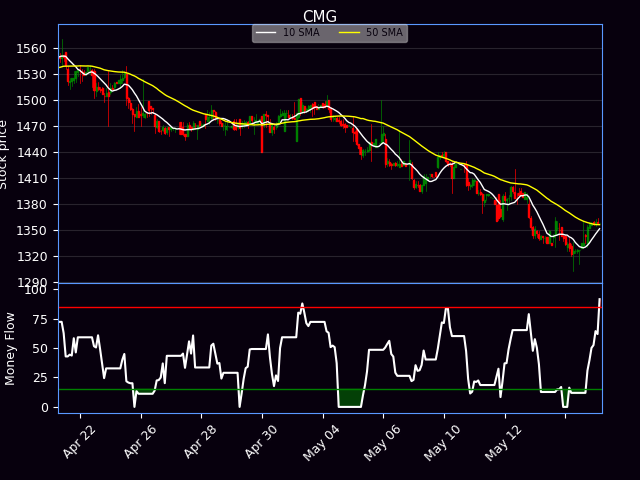 CMG
10 SMA
50 SMA
Stock price
1560
1530
1500
1470
1440
1410
1380
1350
1320
1290
Money Flow
100
75
50
25
0
Apr 22
Apr 26
Apr 28
Apr 30
May 04
May 06
May 10
May 12